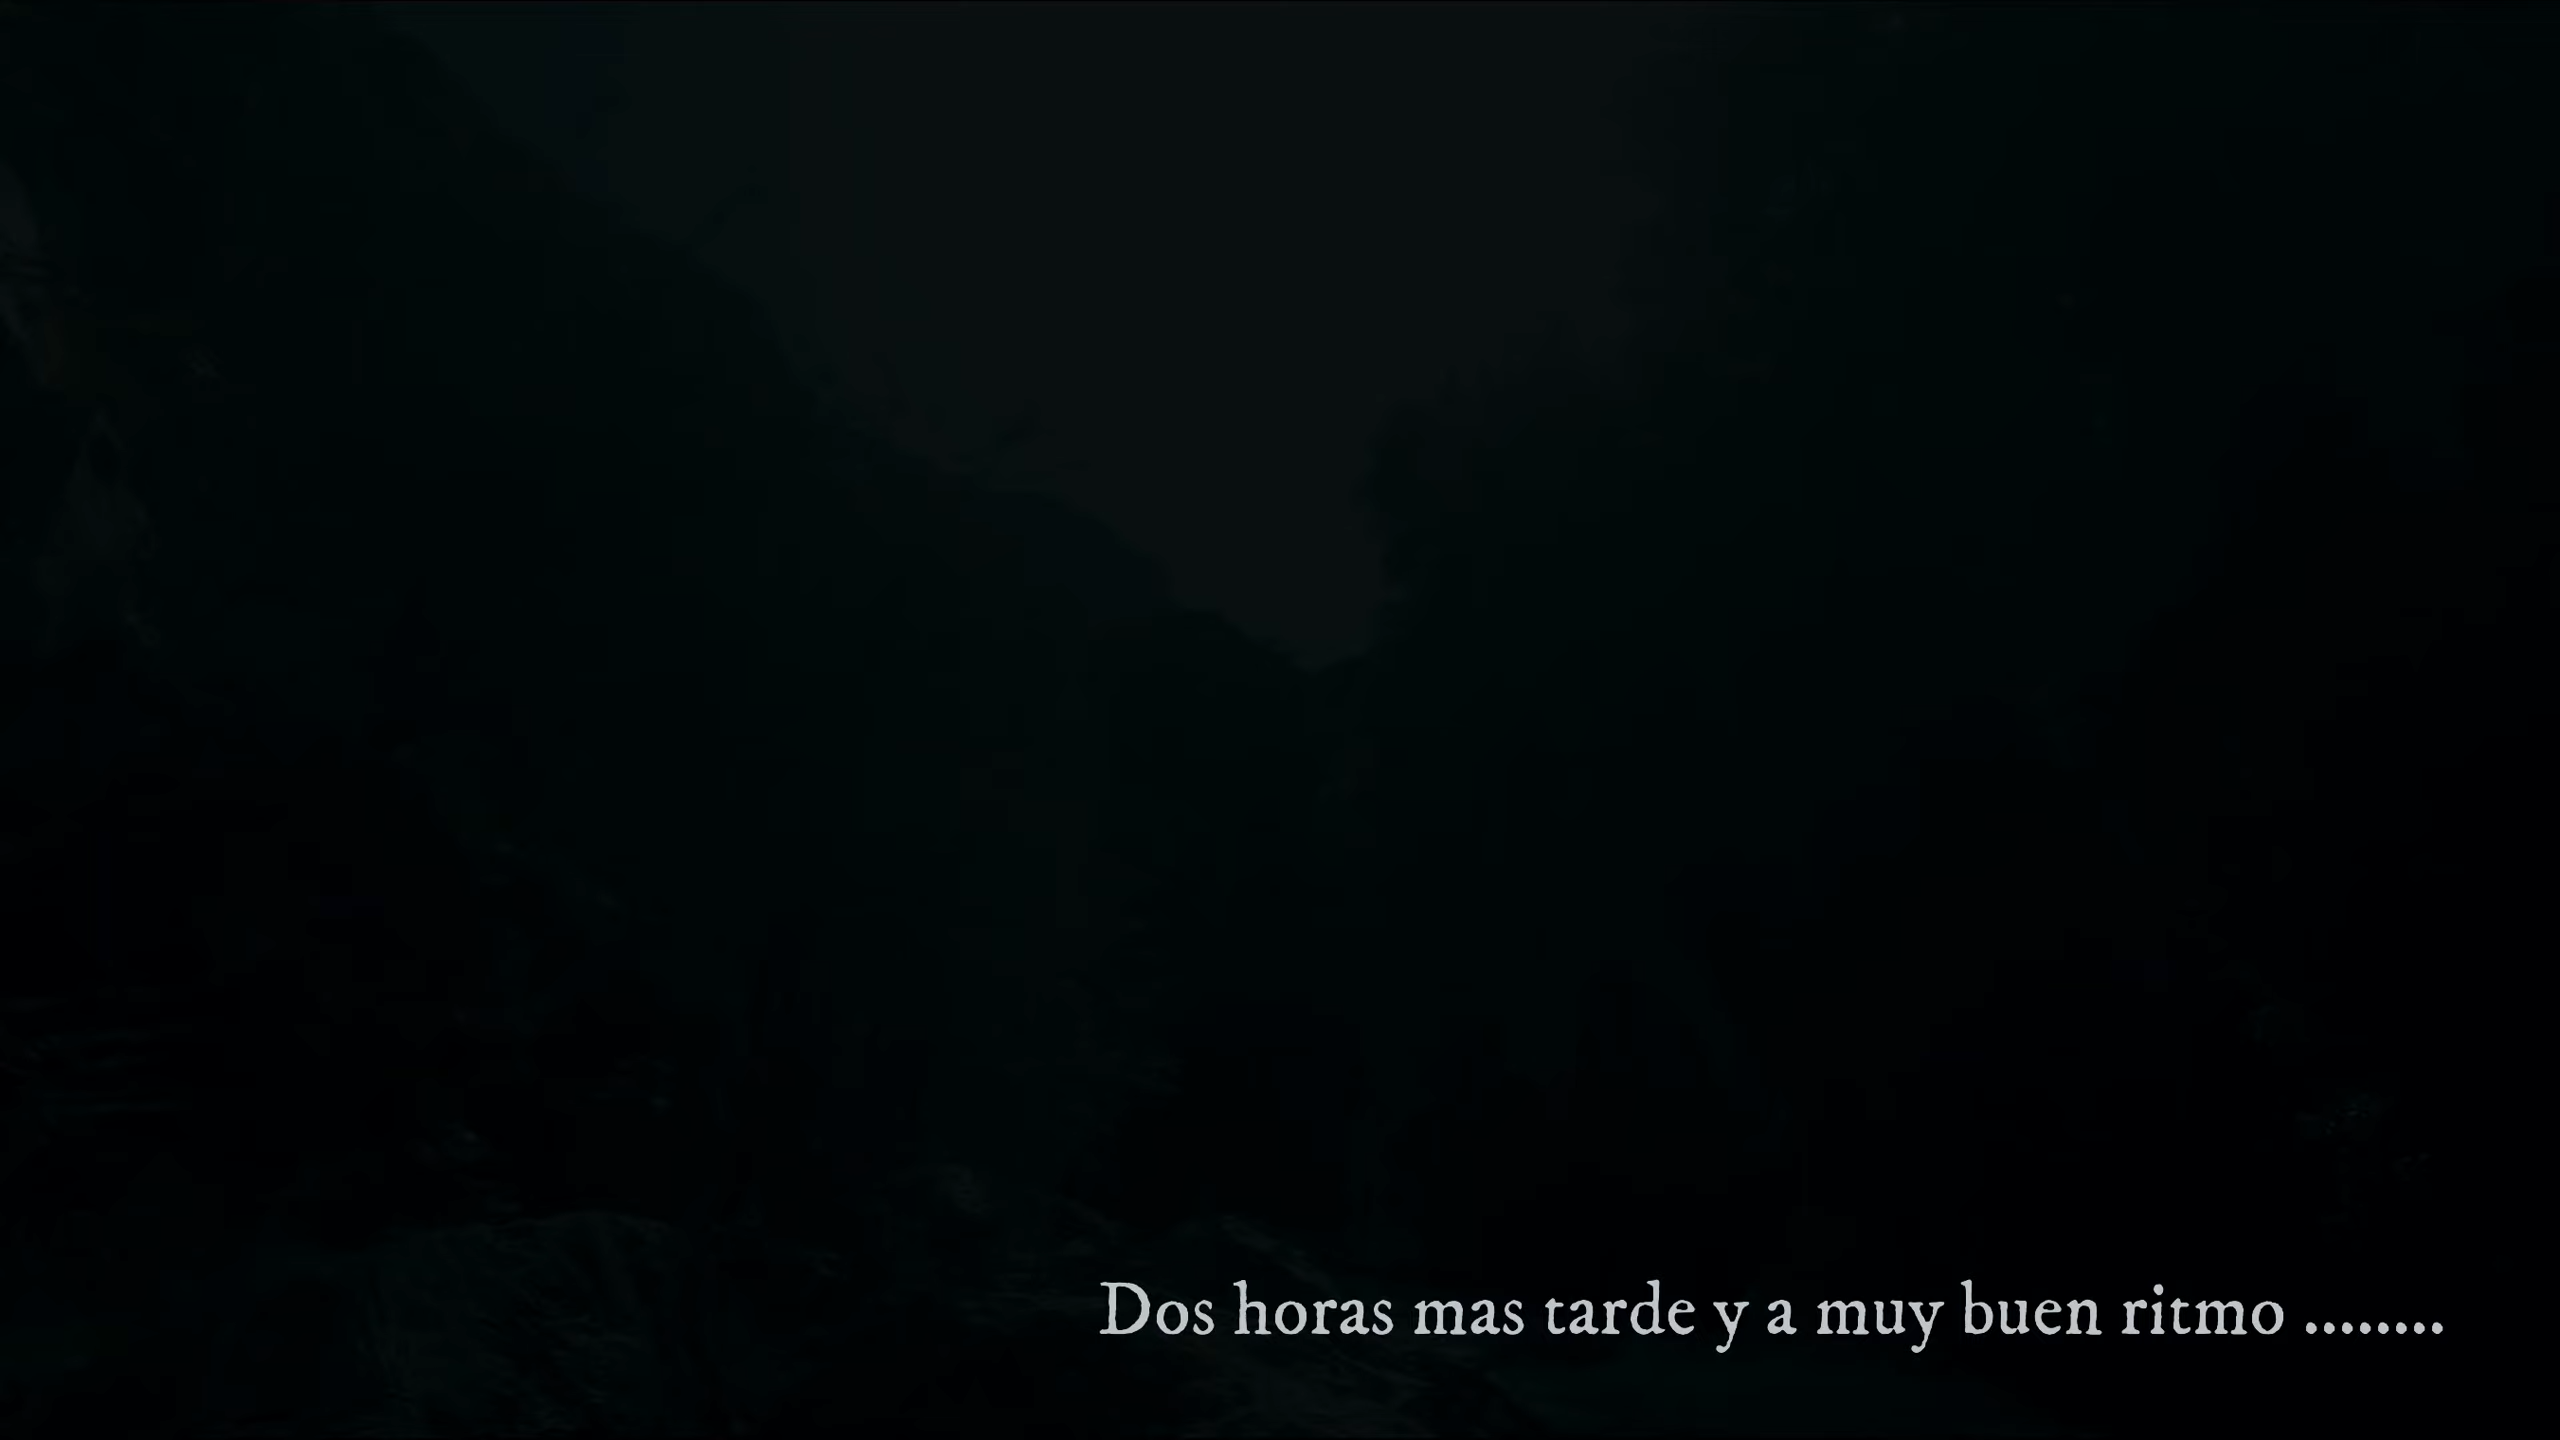 Dos horas mas tarde y a muy buen ritmo ........